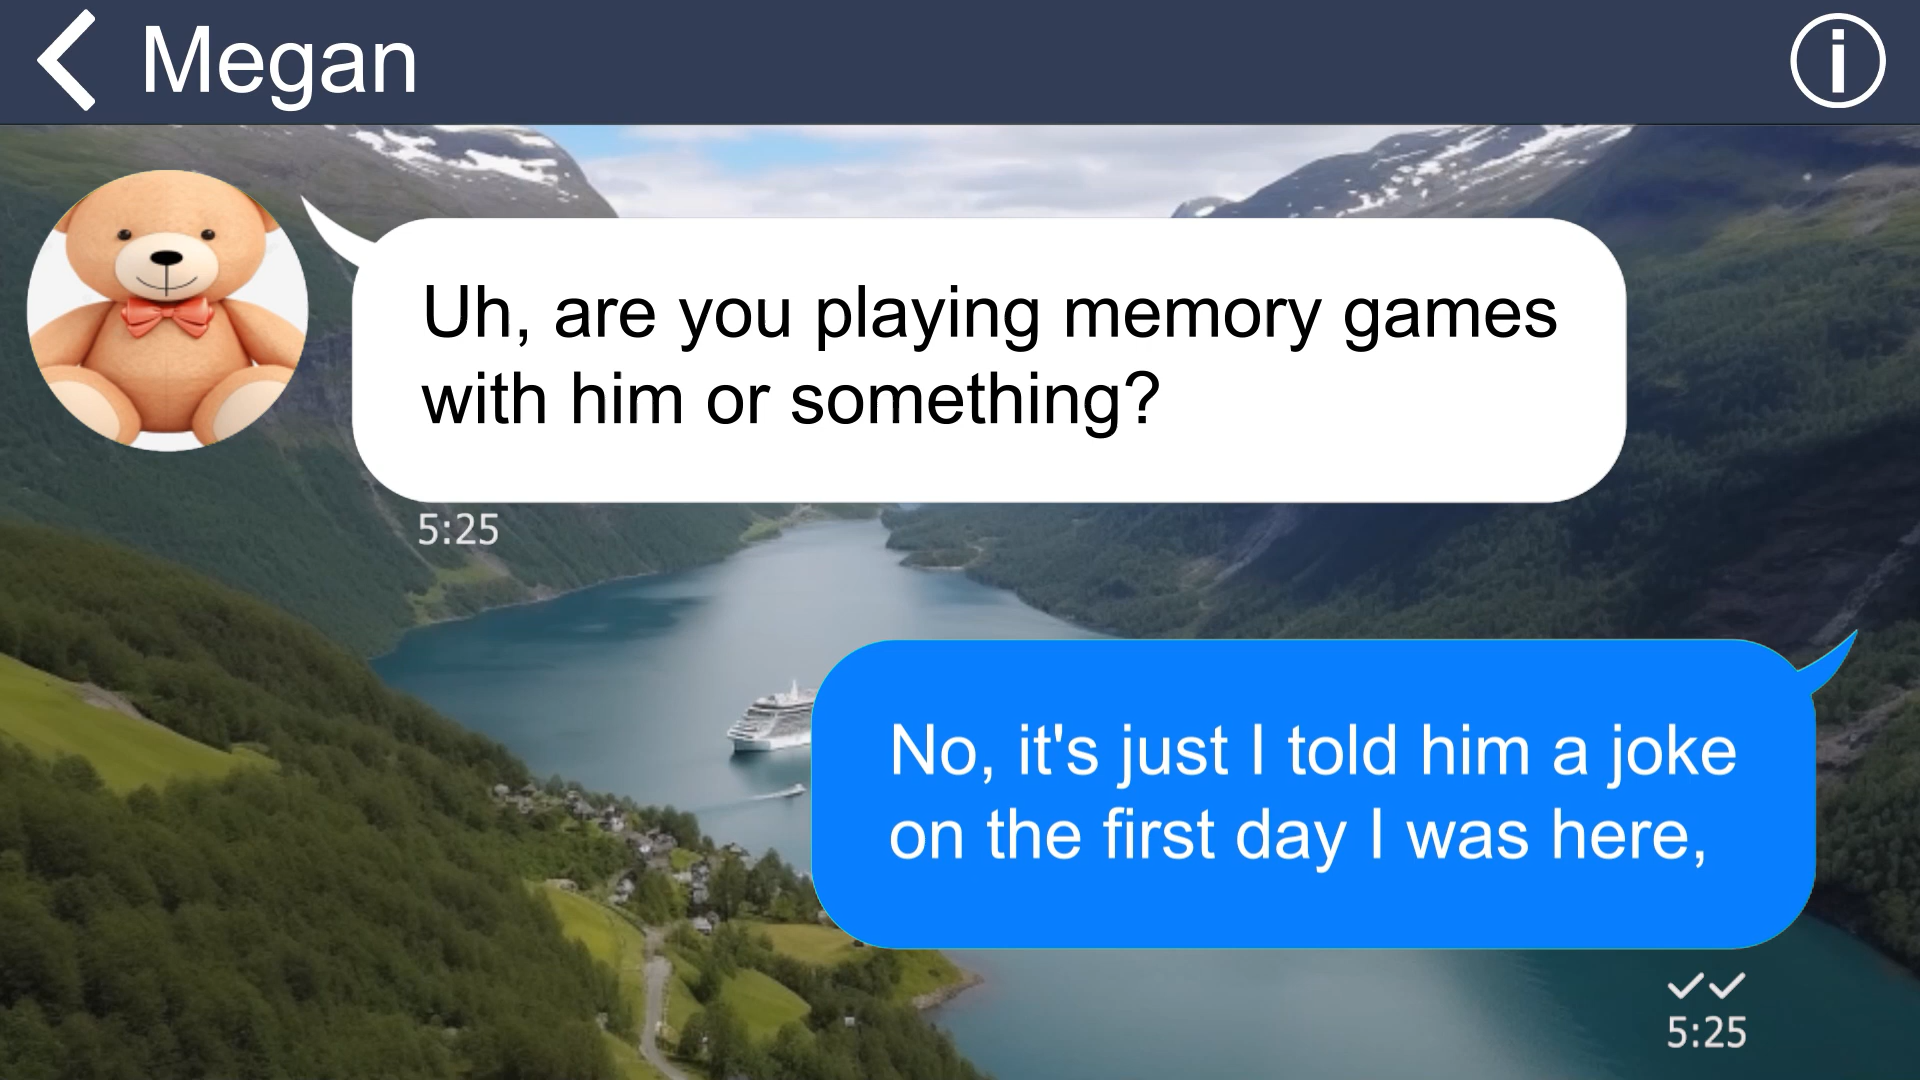 Megan
Uh, are you playing memory games
with him or something?
5:25
No, it's just I told him a joke
on the first day I was here,
5:25